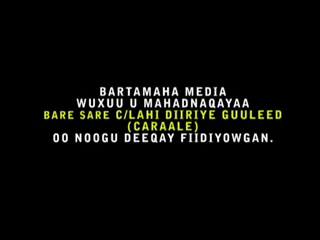 BARTAMAHA MEDIA
WUXUU U MAHADNAQAYAA
BARE SARE C/LAHI DIIRIYE GUULEED
(CARAALE)
OO NOOGU DEEQAY FIIDIYOWGAN.